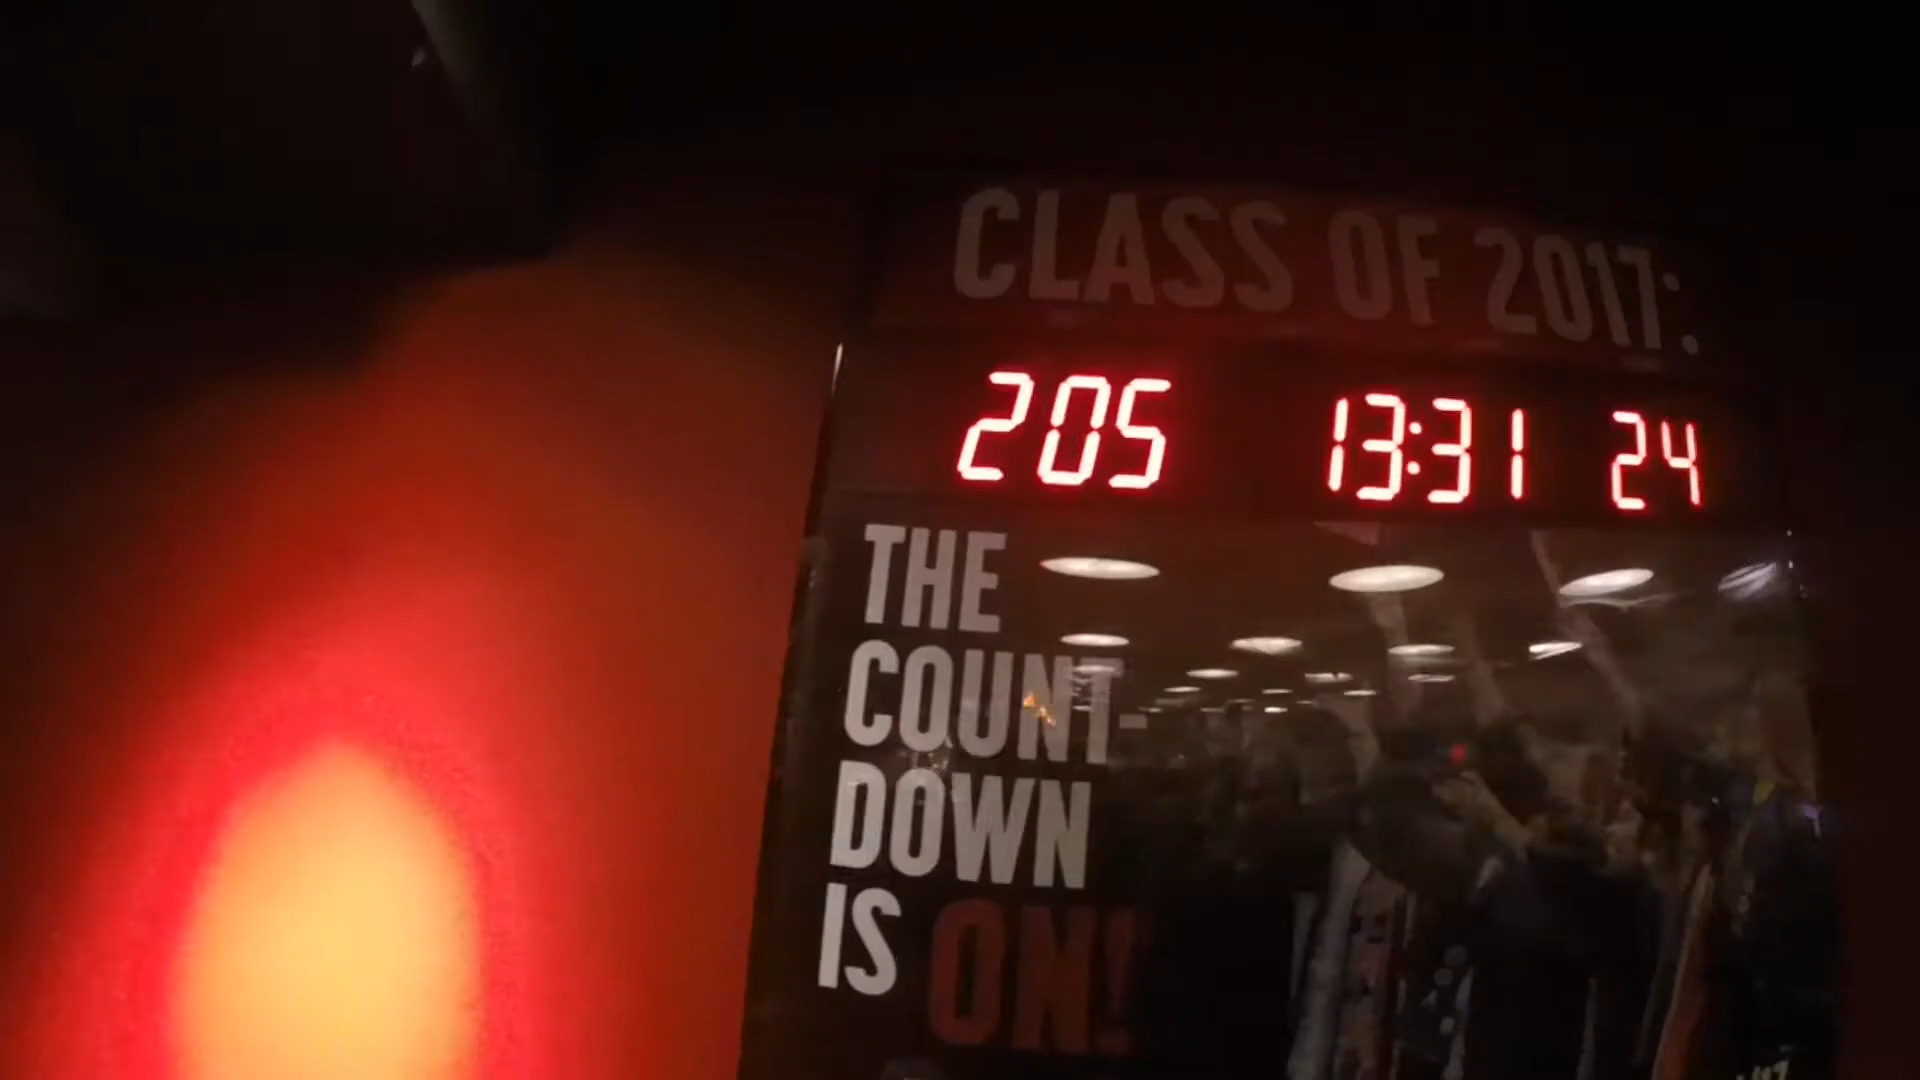 CLASS OF 2017:
205 13:31 24
THE
COUNT-
DOWN
IS ON!